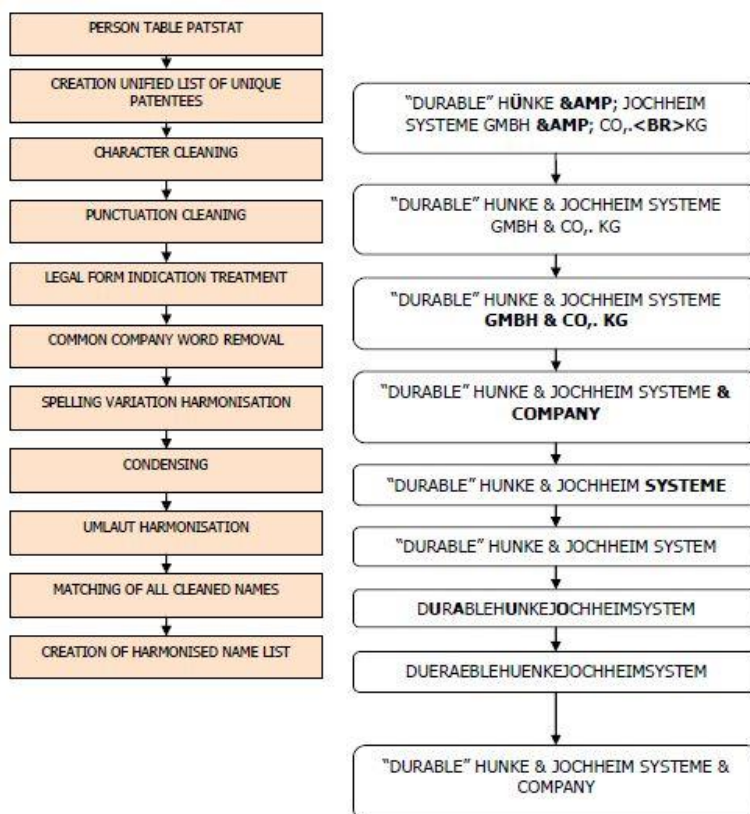 PERSON TABLE PATSTAT
CREATION UNIFIED LIST OF UNIQUE
PATENTEES
CHARACTER CLEANING
PUNCTUATION CLEANING
LEGAL FORM INDICATION TREATMENT
COMMON COMPANY WORD REMOVAL
SPELLING VARIATION HARMONISATION
CONDENSING
UMLAUT HARMONISATION
MATCHING OF ALL CLEANED NAMES
CREATION OF HARMONISED NAME LIST
“DURABLE” HÜNKE &AMP; JOCHHEIM
SYSTEME GMBH &AMP; CO,.<BR>KG
“DURABLE” HUNKE & JOCHHEIM SYSTEME
GMBH & CO,. KG
“DURABLE” HUNKE & JOCHHEIM SYSTEME
GMBH & CO,. KG
“DURABLE” HUNKE & JOCHHEIM SYSTEME &
COMPANY
“DURABLE” HUNKE & JOCHHEIM SYSTEME
“DURABLE” HUNKE & JOCHHEIM SYSTEM
DURABLEHUNKEJOCHHEIMSYSTEM
DUERAEBLEHUENKEJOCHHEIMSYSTEM
“DURABLE” HUNKE & JOCHHEIM SYSTEME &
COMPANY